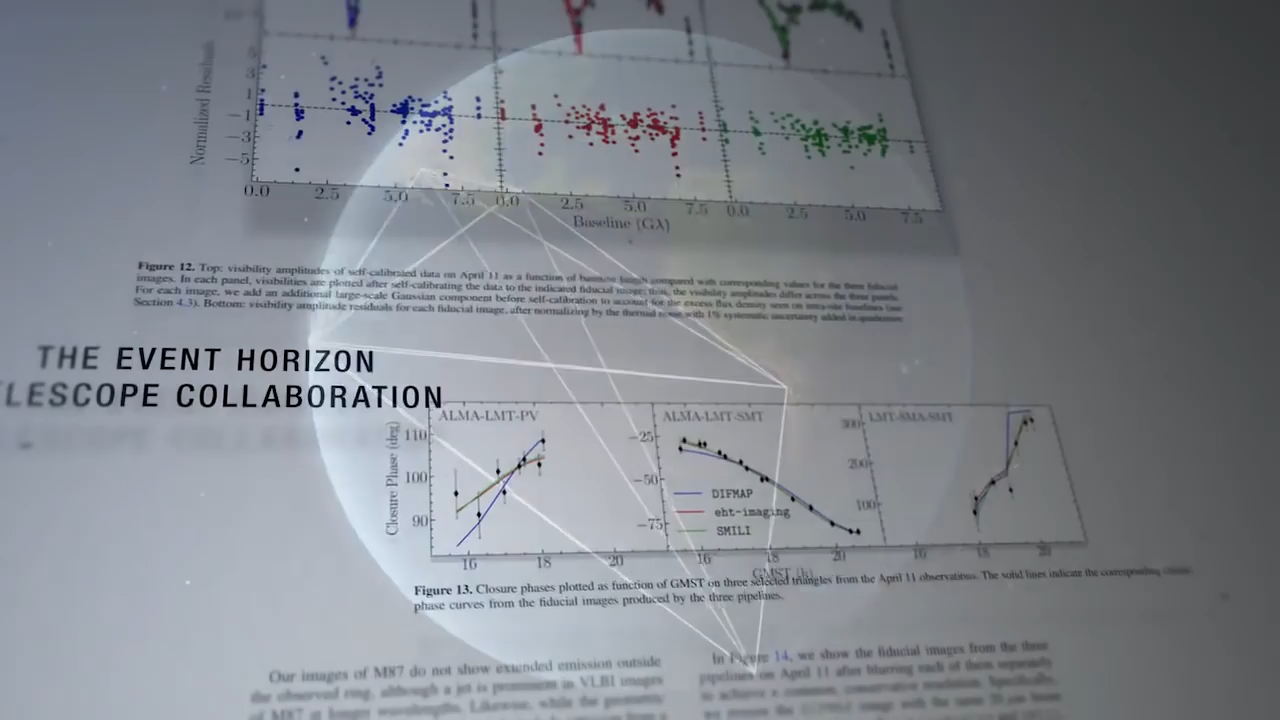 Normalized Residuals
3
1
−1
−3
−5
0.0 2.5 5.0 7.5 0.0 2.5 5.0 7.5 0.0 2.5 5.0 7.5
Baseline (Gλ)
Figure 12. Top: visibility amplitudes of self-calibrated data on April 11 as a function of baseline length compared with corresponding values for the three fiducial
images. In each panel, visibilities are plotted after self-calibrating the data to the indicated fiducial image; thus, the visibility amplitudes differ across the three panels.
For each image, we add an additional large-scale Gaussian component before self-calibration to account for the excess flux density seen on intra-site baselines (see
Section 4.3). Bottom: visibility amplitude residuals for each fiducial image, after normalizing by the thermal noise with 1% systematic uncertainty added in quadrature
THE EVENT HORIZON
LESCOPE COLLABORATION
ALMA-LMT-PV ALMA-LMT-SMT LMT-SMA-SMT
Closure Phase (deg)
110 −25 300
100 −50 200
90 −75 100
DIFMAP
eht-imaging
SMILI
16 18 20 16 18 20 16 18 20
GMST (h)
Figure 13. Closure phases plotted as function of GMST on three selected triangles from the April 11 observations. The solid lines indicate the corresponding
phase curves from the fiducial images produced by the three pipelines.
Our images of M87 do not show extended emission outside
the observed ring, although a jet is prominent in VLBI images
of M87 at longer wavelengths. Likewise, while the geometry
In Figure 14, we show the fiducial images from the three
pipelines on April 11 after blurring each of them separately
to achieve a common, conservative resolution. Specifically,